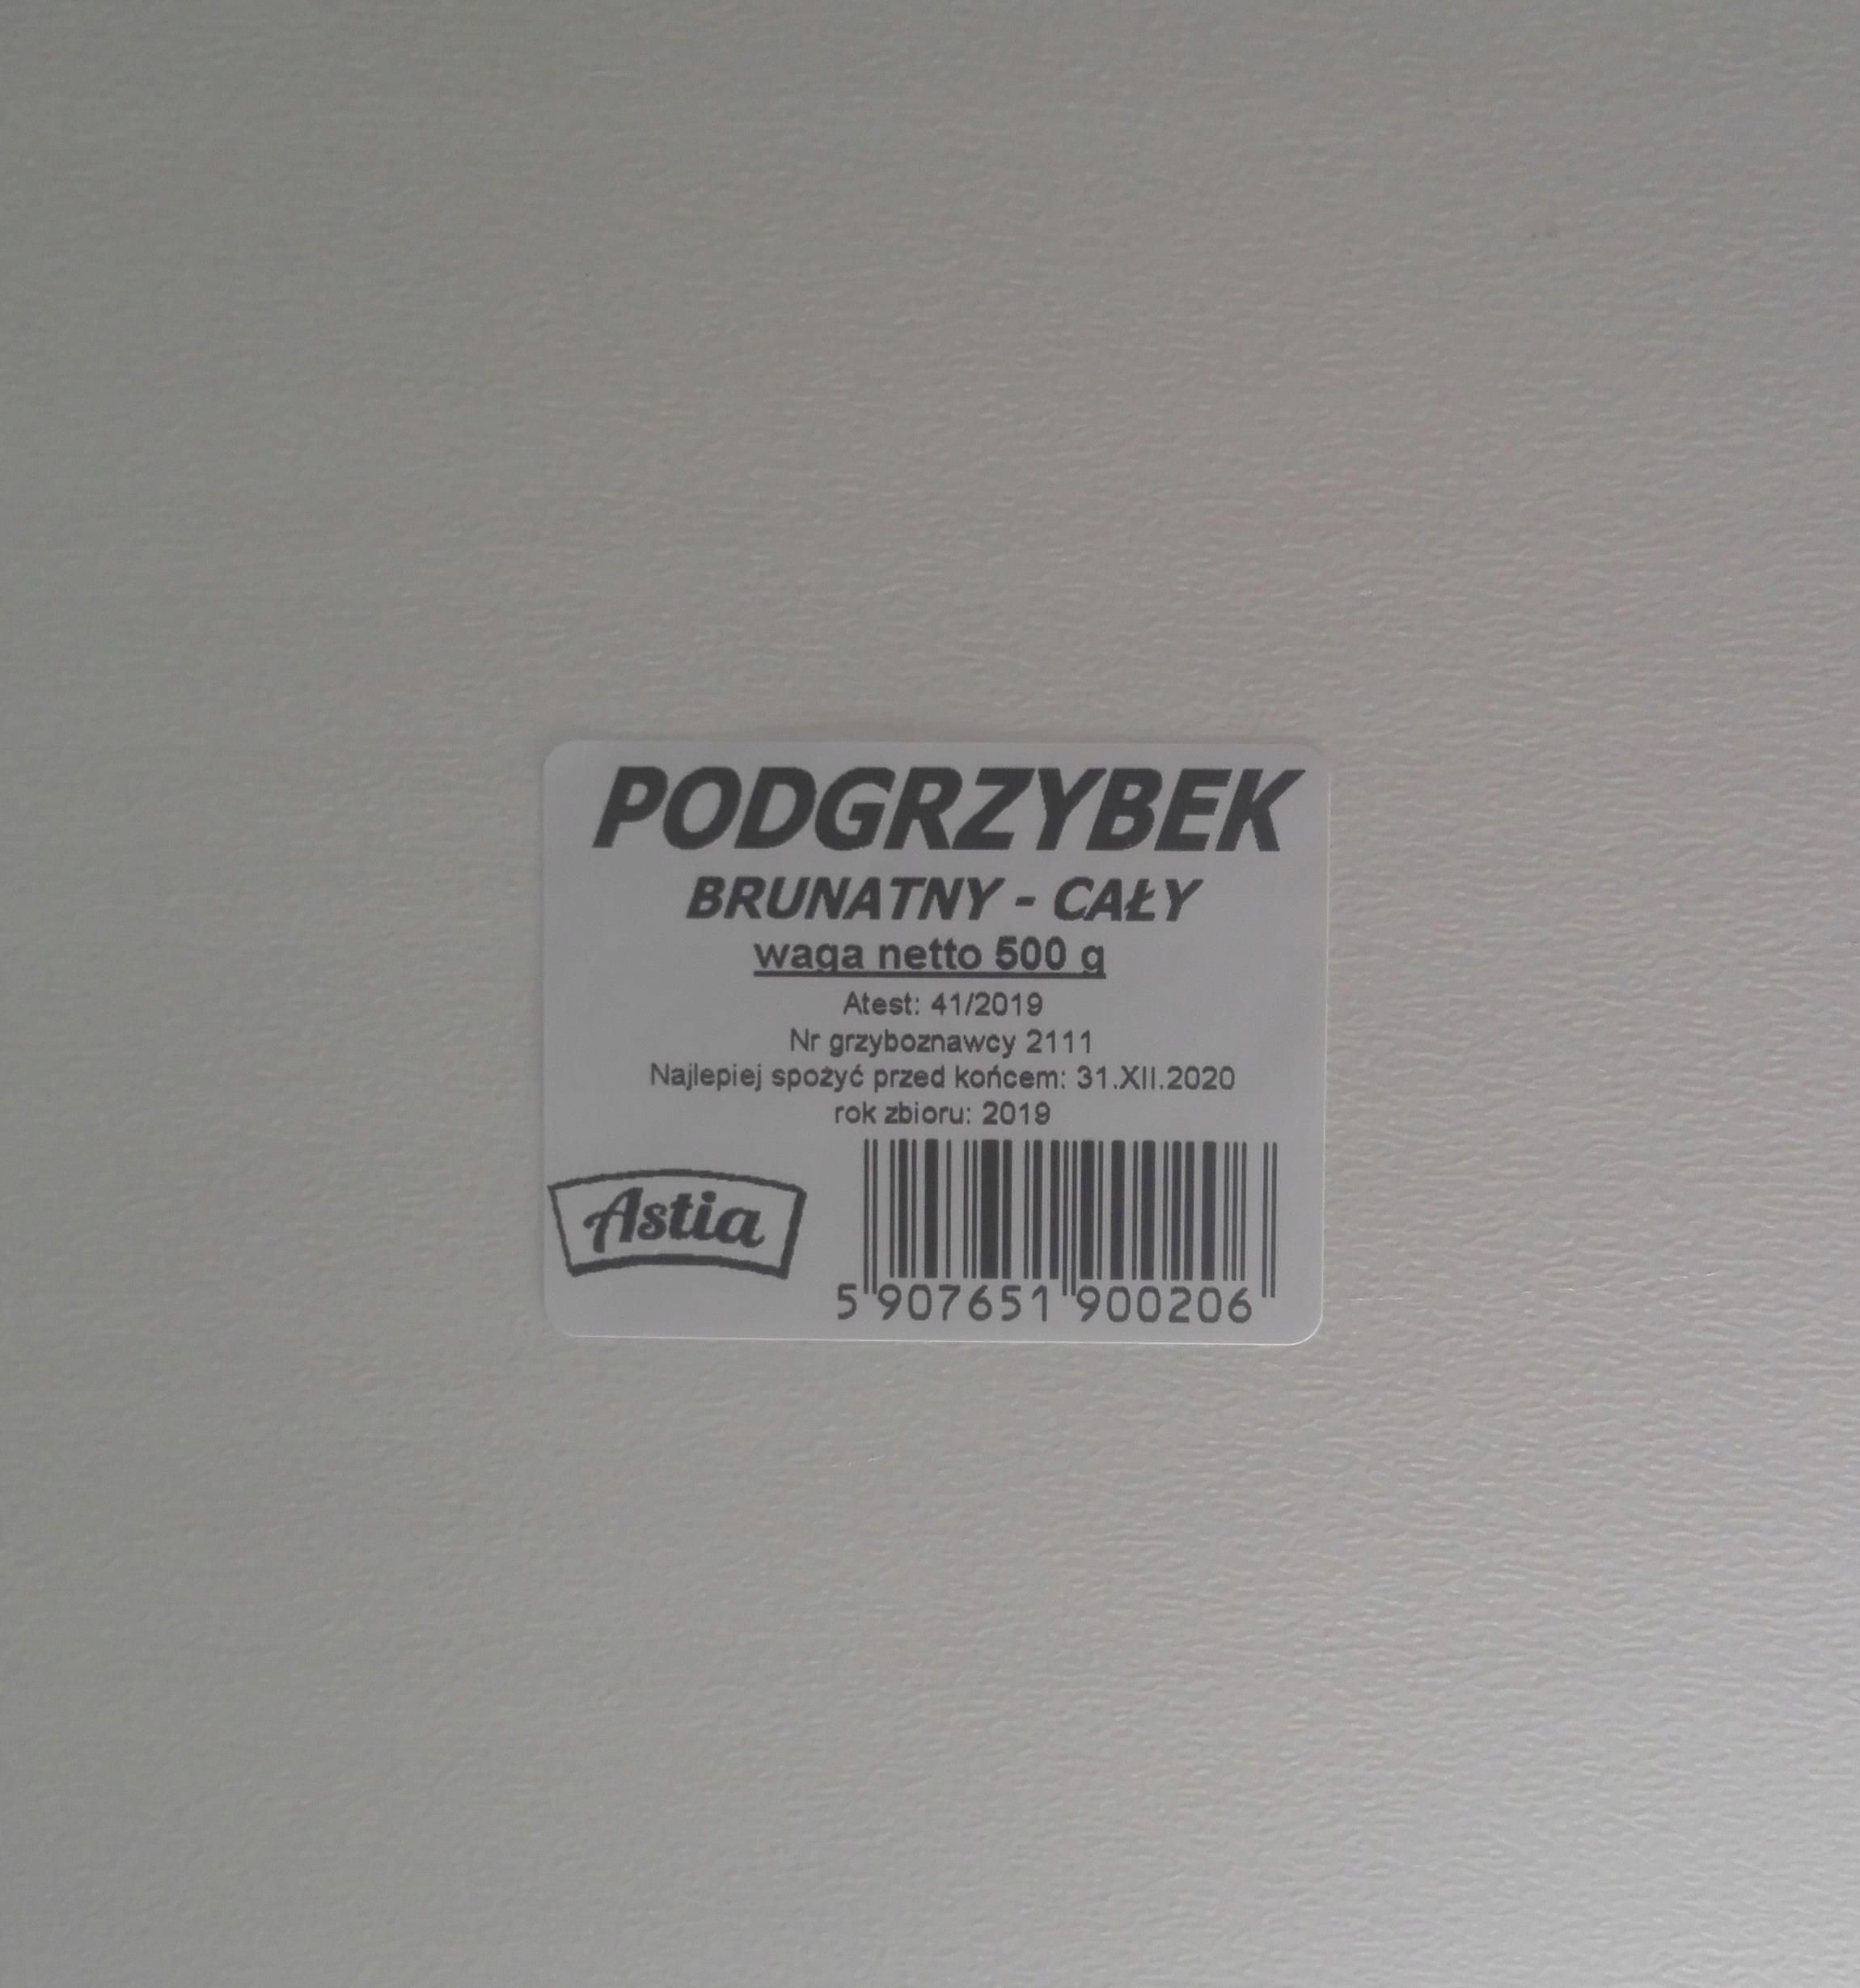 PODGRZYBEK
BRUNATNY - CAŁY
waga netto 500 g
Atest: 41/2019
Nr grzyboznawcy 2111
Najlepiej spożyć przed końcem: 31.XII.2020
rok zbioru: 2019
Astia
5 907651 900206